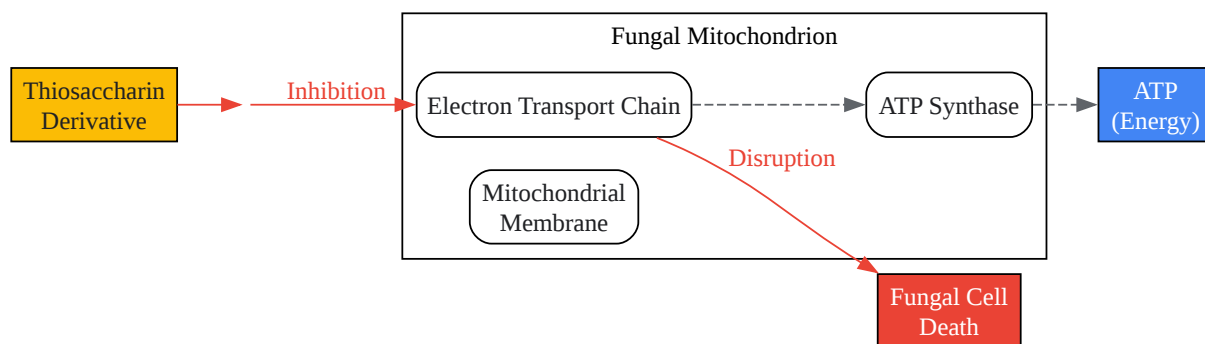 Fungal Mitochondrion
Thiosaccharin
Derivative
Inhibition
Electron Transport Chain
ATP Synthase
ATP
(Energy)
Disruption
Mitochondrial
Membrane
Fungal Cell
Death